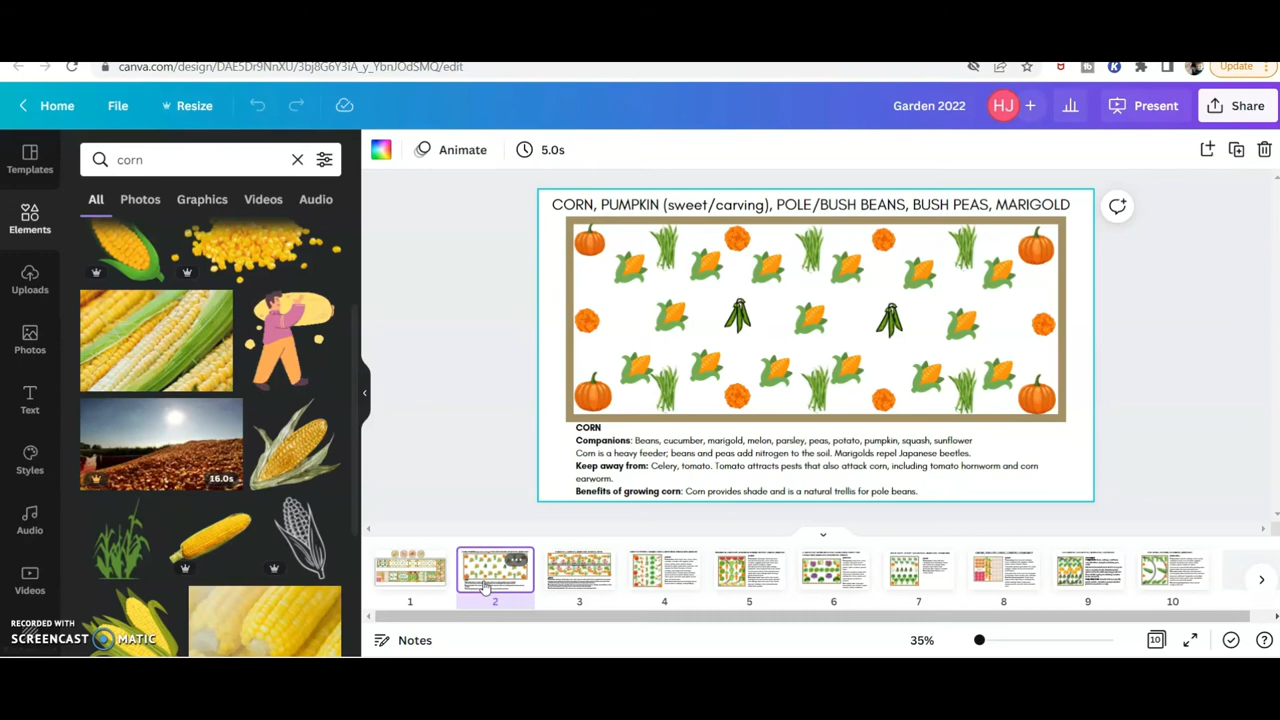 canva.com/design/DAE5Dr9NnXU/3bj8G6Y3iA_y_YbnJOdSMQ/edit
Update
Home
File
Resize
Garden 2022
HJ
Present
Share
Templates
Elements
Uploads
Photos
Text
Styles
Audio
Videos
corn
All
Photos
Graphics
Videos
Audio
16.0s
Animate
5.0s
CORN, PUMPKIN (sweet/carving), POLE/BUSH BEANS, BUSH PEAS, MARIGOLD
CORN
Companions: Beans, cucumber, marigold, melon, parsley, peas, potato, pumpkin, squash, sunflower
Corn is a heavy feeder; beans and peas add nitrogen to the soil. Marigolds repel Japanese beetles.
Keep away from: Celery, tomato. Tomato attracts pests that also attack corn, including tomato hornworm and corn
earworm.
Benefits of growing corn: Corn provides shade and is a natural trellis for pole beans.
1
2
3
4
5
6
7
8
9
10
Notes
35%
10
RECORDED WITH
SCREENCAST MATIC